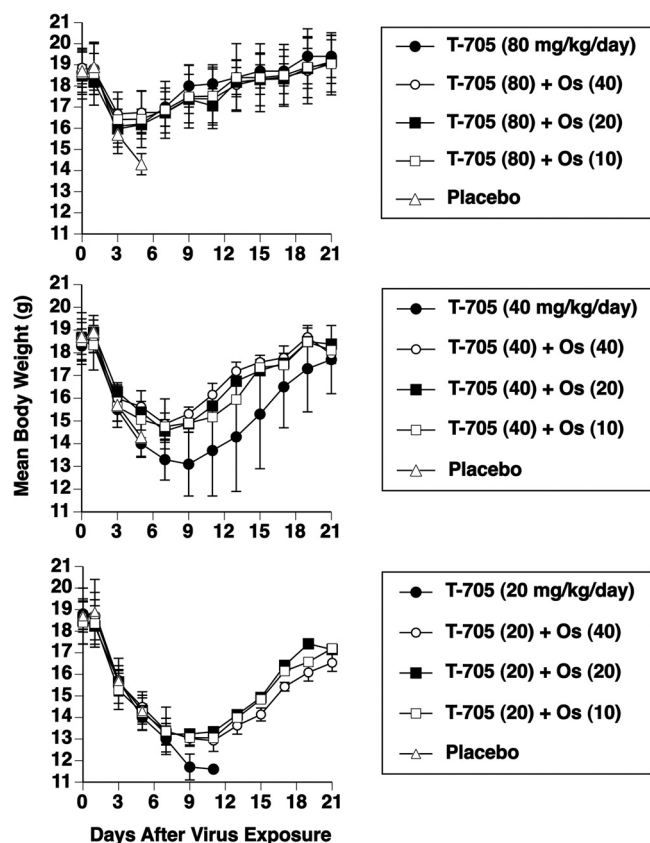 21
20
19
18
17
16
15
14
13
12
11
0 3 6 9 12 15 18 21
T-705 (80 mg/kg/day)
T-705 (80) + Os (40)
T-705 (80) + Os (20)
T-705 (80) + Os (10)
Placebo
Mean Body Weight (g)
21
20
19
18
17
16
15
14
13
12
11
0 3 6 9 12 15 18 21
T-705 (40 mg/kg/day)
T-705 (40) + Os (40)
T-705 (40) + Os (20)
T-705 (40) + Os (10)
Placebo
21
20
19
18
17
16
15
14
13
12
11
0 3 6 9 12 15 18 21
Days After Virus Exposure
T-705 (20 mg/kg/day)
T-705 (20) + Os (40)
T-705 (20) + Os (20)
T-705 (20) + Os (10)
Placebo